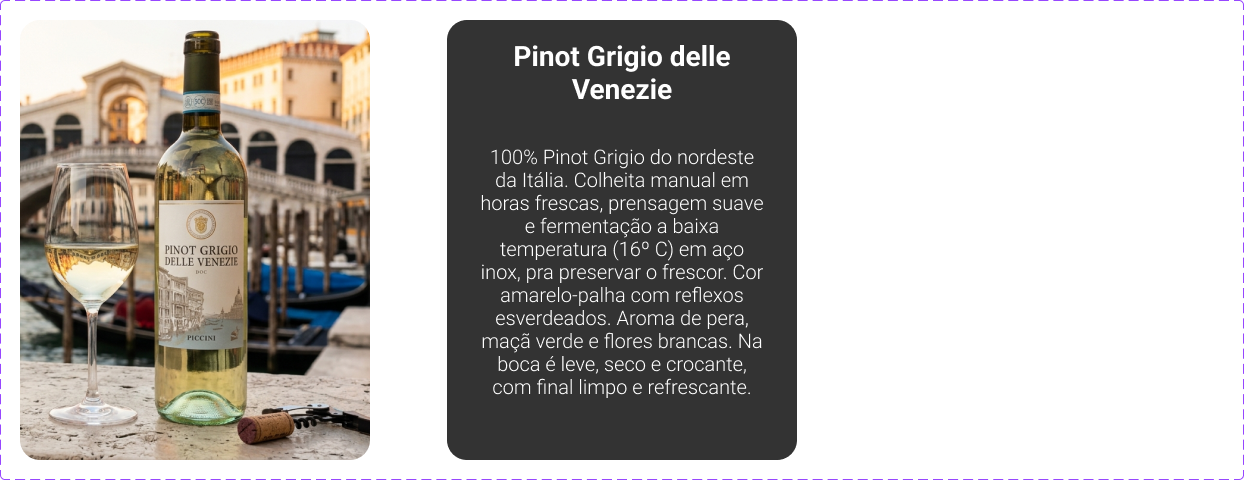 PINOT GRIGIO
DELLE VENEZIE
DOC
PICCINI
Pinot Grigio delle
Venezie
100% Pinot Grigio do nordeste
da Itália. Colheita manual em
horas frescas, prensagem suave
e fermentação a baixa
temperatura (16º C) em aço
inox, pra preservar o frescor. Cor
amarelo-palha com reflexos
esverdeados. Aroma de pera,
maçã verde e flores brancas. Na
boca é leve, seco e crocante,
com final limpo e refrescante.